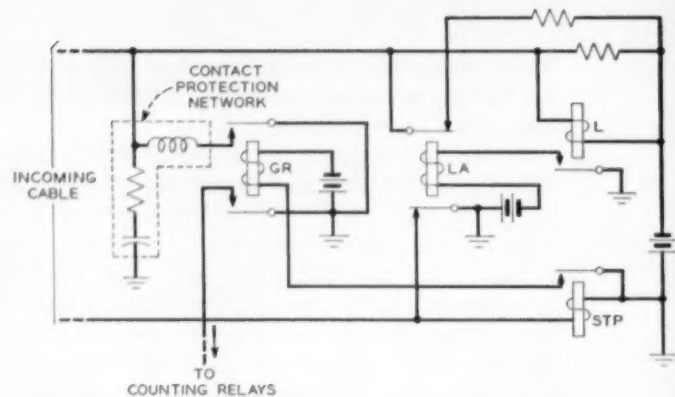 CONTACT
PROTECTION
NETWORK
INCOMING
CABLE
GR
LA
L
STP
TO
COUNTING RELAYS